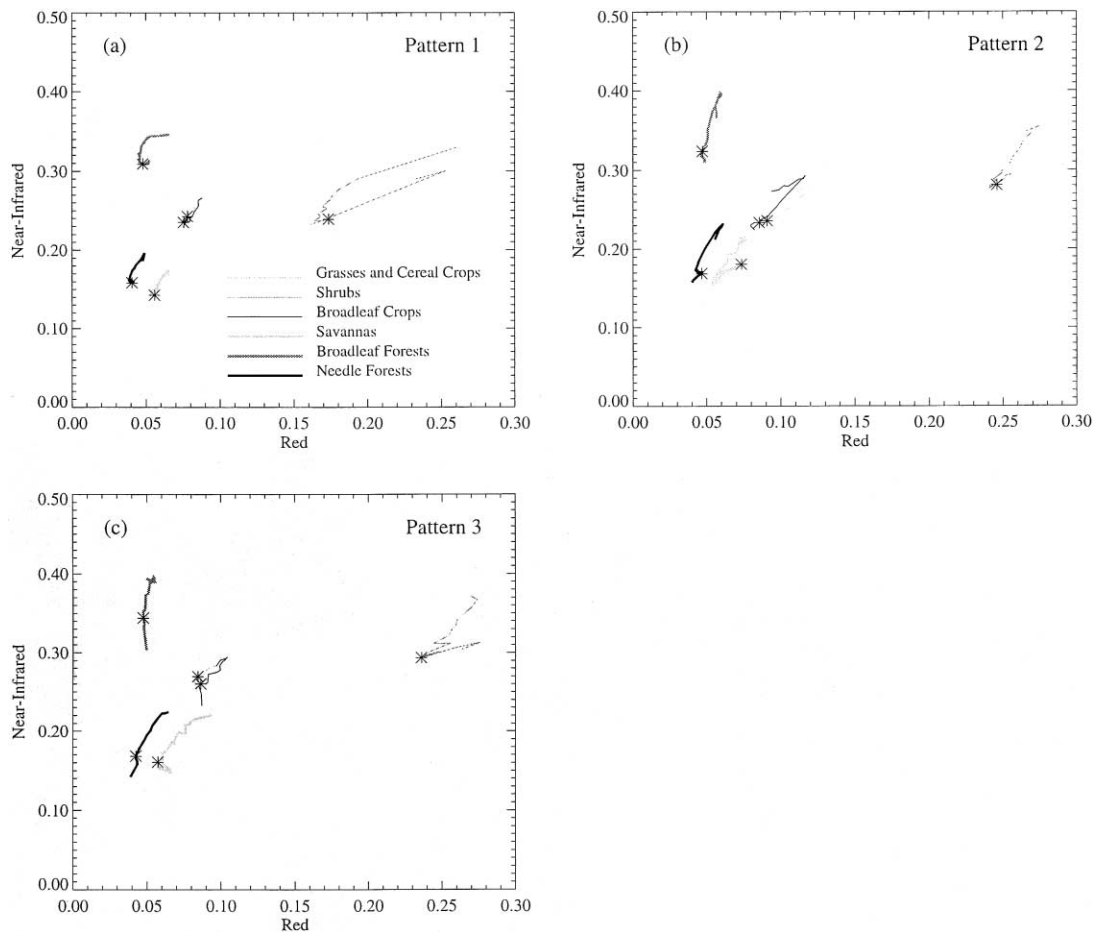 0.50
(a)
Pattern 1
0.40
0.30
0.20
0.10
0.00
Near-Infrared
Grasses and Cereal Crops
Shrubs
Broadleaf Crops
Savannas
Broadleaf Forests
Needle Forests
0.00 0.05 0.10 0.15 0.20 0.25 0.30
Red
0.50
(b)
Pattern 2
0.40
0.30
0.20
0.10
0.00
Near-Infrared
0.00 0.05 0.10 0.15 0.20 0.25 0.30
Red
0.50
(c)
Pattern 3
0.40
0.30
0.20
0.10
0.00
Near-Infrared
0.00 0.05 0.10 0.15 0.20 0.25 0.30
Red